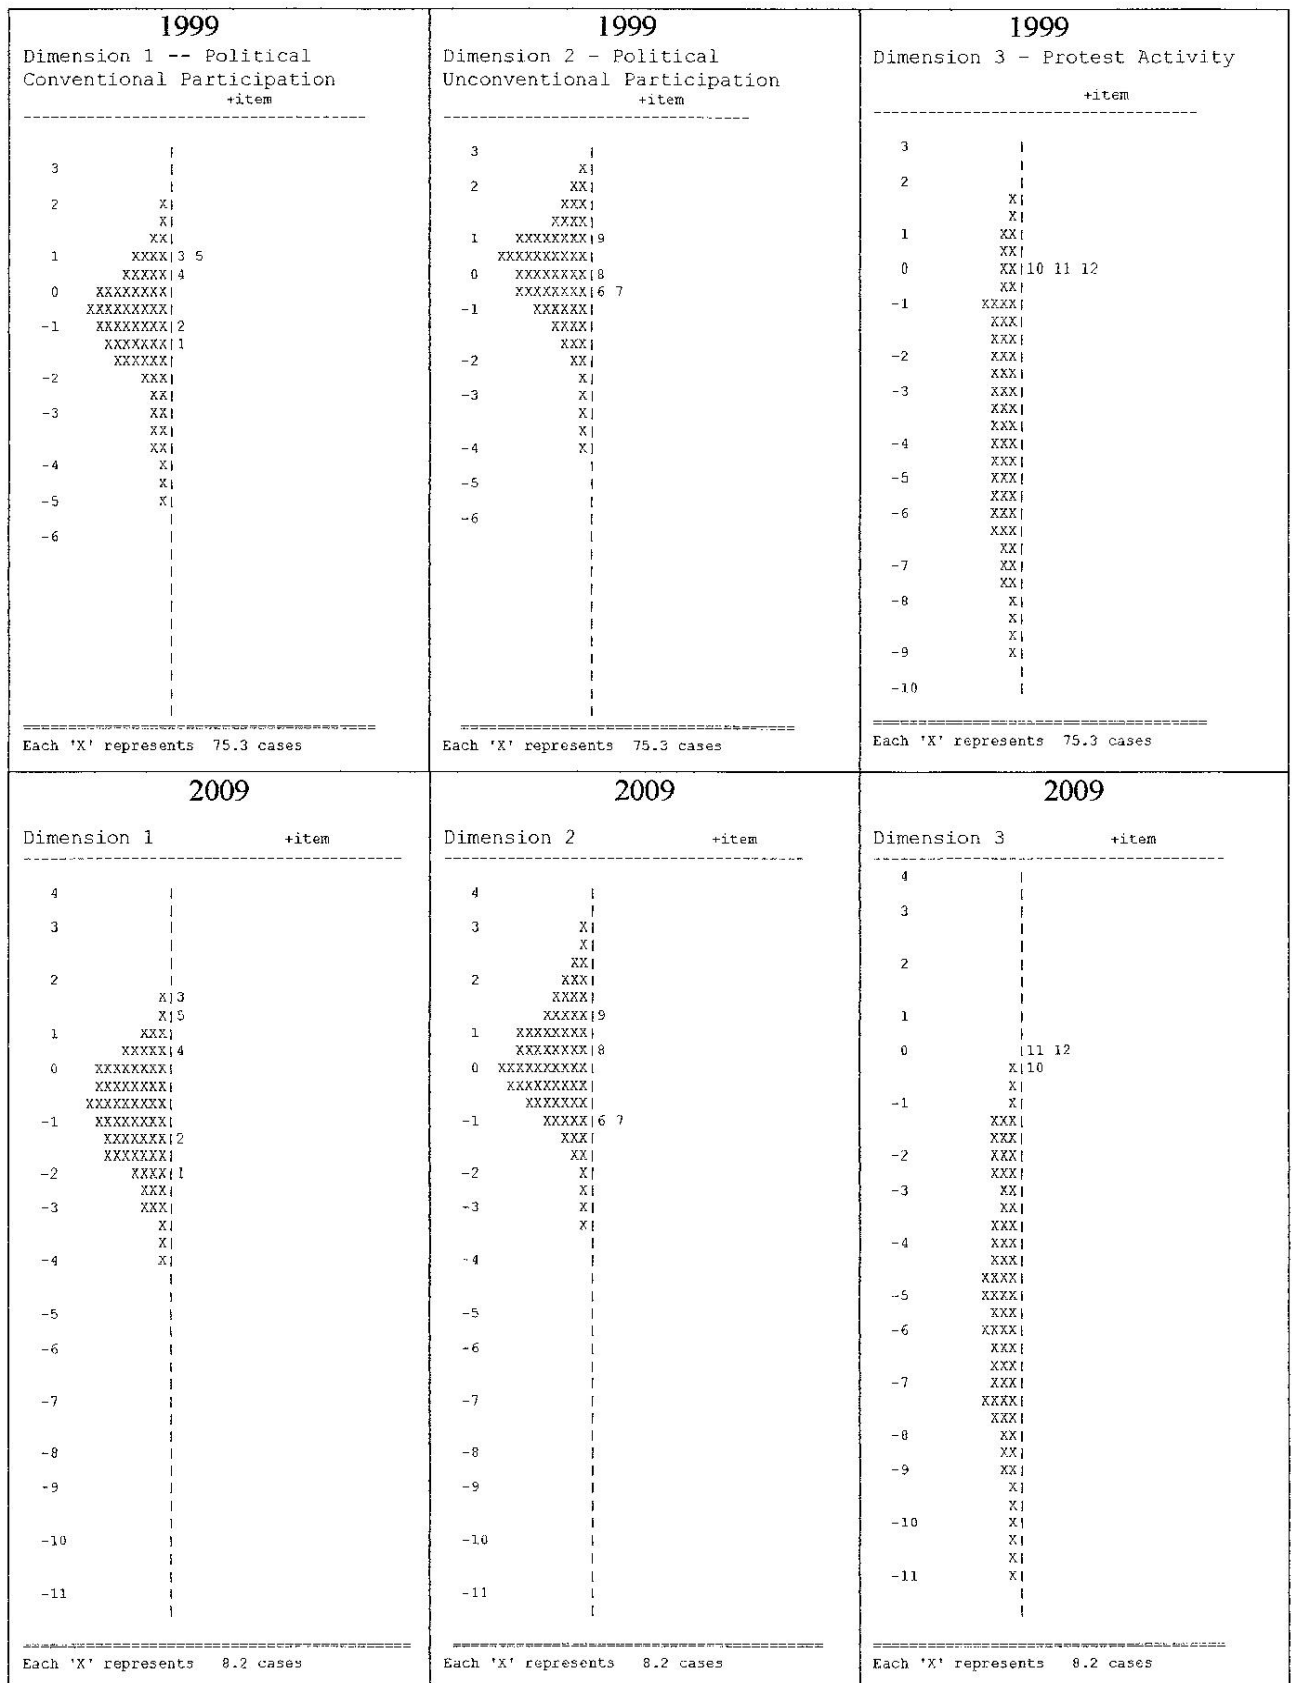 1999
Dimension 1 -- Political
Conventional Participation
+item
3 |
2 X|
X|
XX|
1 XXXX|3 5
XXXXX|4
0 XXXXXXXX|
XXXXXXXXX|
-1 XXXXXXXX|2
XXXXXXX|1
XXXXXX|
-2 XXX|
XX|
-3 XX|
XX|
XX|
-4 X|
X|
-5 X|
-6 |
Each 'X' represents 75.3 cases
1999
Dimension 2 - Political
Unconventional Participation
+item
3 |
X|
2 XX|
XXX|
XXXX|
1 XXXXXXXX|9
XXXXXXXXXX|
0 XXXXXXXX|8
XXXXXXXX|6 7
-1 XXXXXX|
XXXX|
XXX|
-2 XX|
X|
-3 X|
X|
X|
-4 X|
-5 |
-6 |
Each 'X' represents 75.3 cases
1999
Dimension 3 - Protest Activity
+item
3 |
2 |
X|
X|
1 XX|
XX|
0 XX|10 11 12
XX|
-1 XXXX|
XXX|
XXX|
-2 XXX|
XXX|
-3 XXX|
XXX|
XXX|
-4 XXX|
XXX|
-5 XXX|
XXX|
-6 XXX|
XXX|
XX|
-7 XX|
XX|
-8 X|
X|
X|
-9 X|
-10 |
Each 'X' represents 75.3 cases
2009
Dimension 1 +item
4 |
3 |
2 |
X|3
X|5
1 XXX|
XXXXX|4
0 XXXXXXXX|
XXXXXXXX|
XXXXXXXXX|
-1 XXXXXXXX|
XXXXXXX|2
XXXXXXX|
-2 XXXX|1
XXX|
-3 XXX|
X|
X|
-4 X|
-5 |
-6 |
-7 |
-8 |
-9 |
-10 |
-11 |
Each 'X' represents 8.2 cases
2009
Dimension 2 +item
4 |
3 X|
X|
XX|
2 XXX|
XXXX|
XXXXX|9
1 XXXXXXXX|
XXXXXXXX|8
0 XXXXXXXXXX|
XXXXXXXXX|
XXXXXXX|
-1 XXXXX|6 7
XXX|
XX|
-2 X|
X|
-3 X|
X|
-4 |
-5 |
-6 |
-7 |
-8 |
-9 |
-10 |
-11 |
Each 'X' represents 8.2 cases
2009
Dimension 3 +item
4 |
3 |
2 |
1 |
0 |11 12
X|10
X|
-1 X|
XXX|
XXX|
-2 XXX|
XXX|
-3 XX|
XX|
XXX|
-4 XXX|
XXX|
XXXX|
-5 XXXX|
XXX|
-6 XXXX|
XXX|
XXX|
-7 XXX|
XXXX|
XXX|
-8 XX|
XX|
-9 XX|
X|
X|
-10 X|
X|
X|
-11 X|
Each 'X' represents 8.2 cases